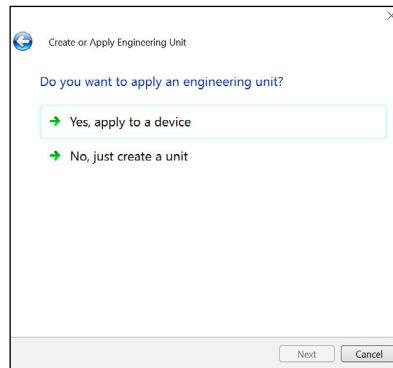 Create or Apply Engineering Unit
Do you want to apply an engineering unit?
Yes, apply to a device
No, just create a unit
Next
Cancel